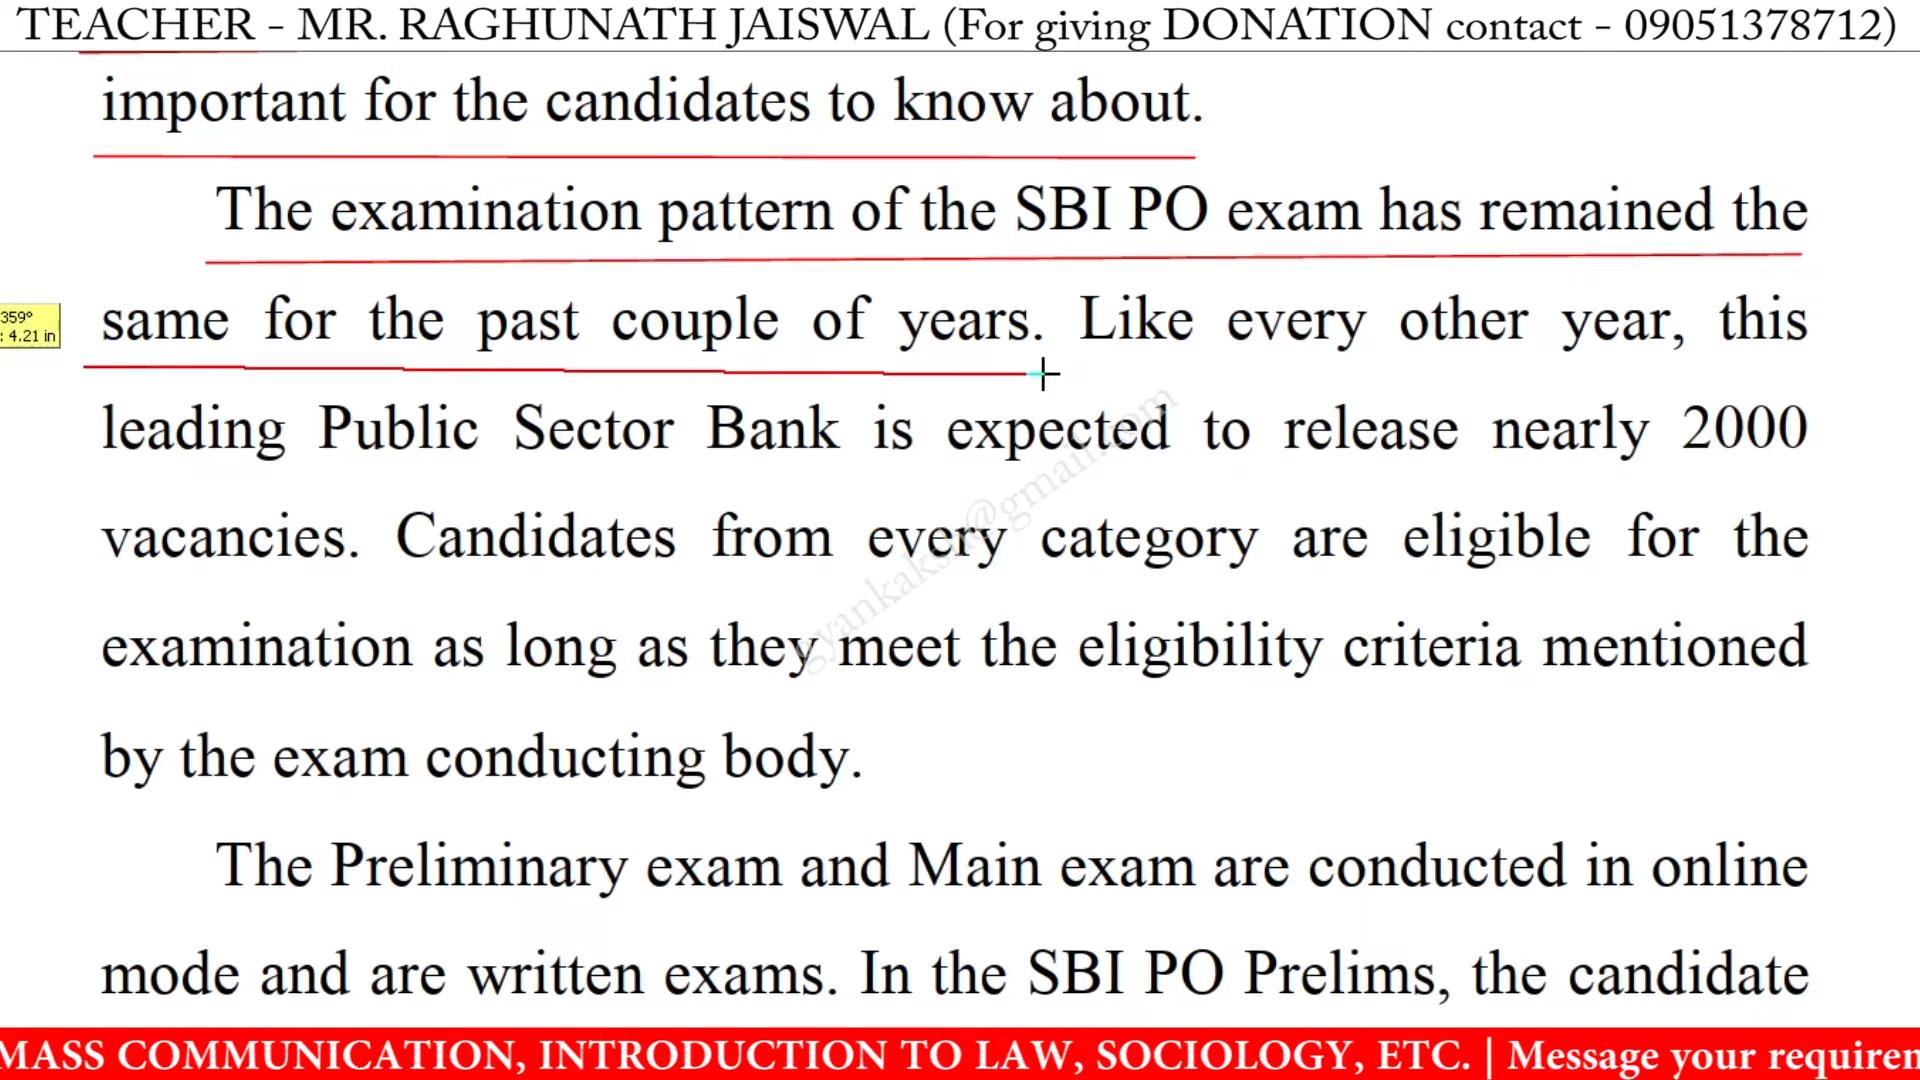 TEACHER - MR. RAGHUNATH JAISWAL (For giving DONATION contact - 09051378712)
important for the candidates to know about.
The examination pattern of the SBI PO exam has remained the
same for the past couple of years. Like every other year, this
359°
: 4.21 in
leading Public Sector Bank is expected to release nearly 2000
vacancies. Candidates from every category are eligible for the
examination as long as they meet the eligibility criteria mentioned
by the exam conducting body.
The Preliminary exam and Main exam are conducted in online
mode and are written exams. In the SBI PO Prelims, the candidate
MASS COMMUNICATION, INTRODUCTION TO LAW, SOCIOLOGY, ETC. | Message your requirem